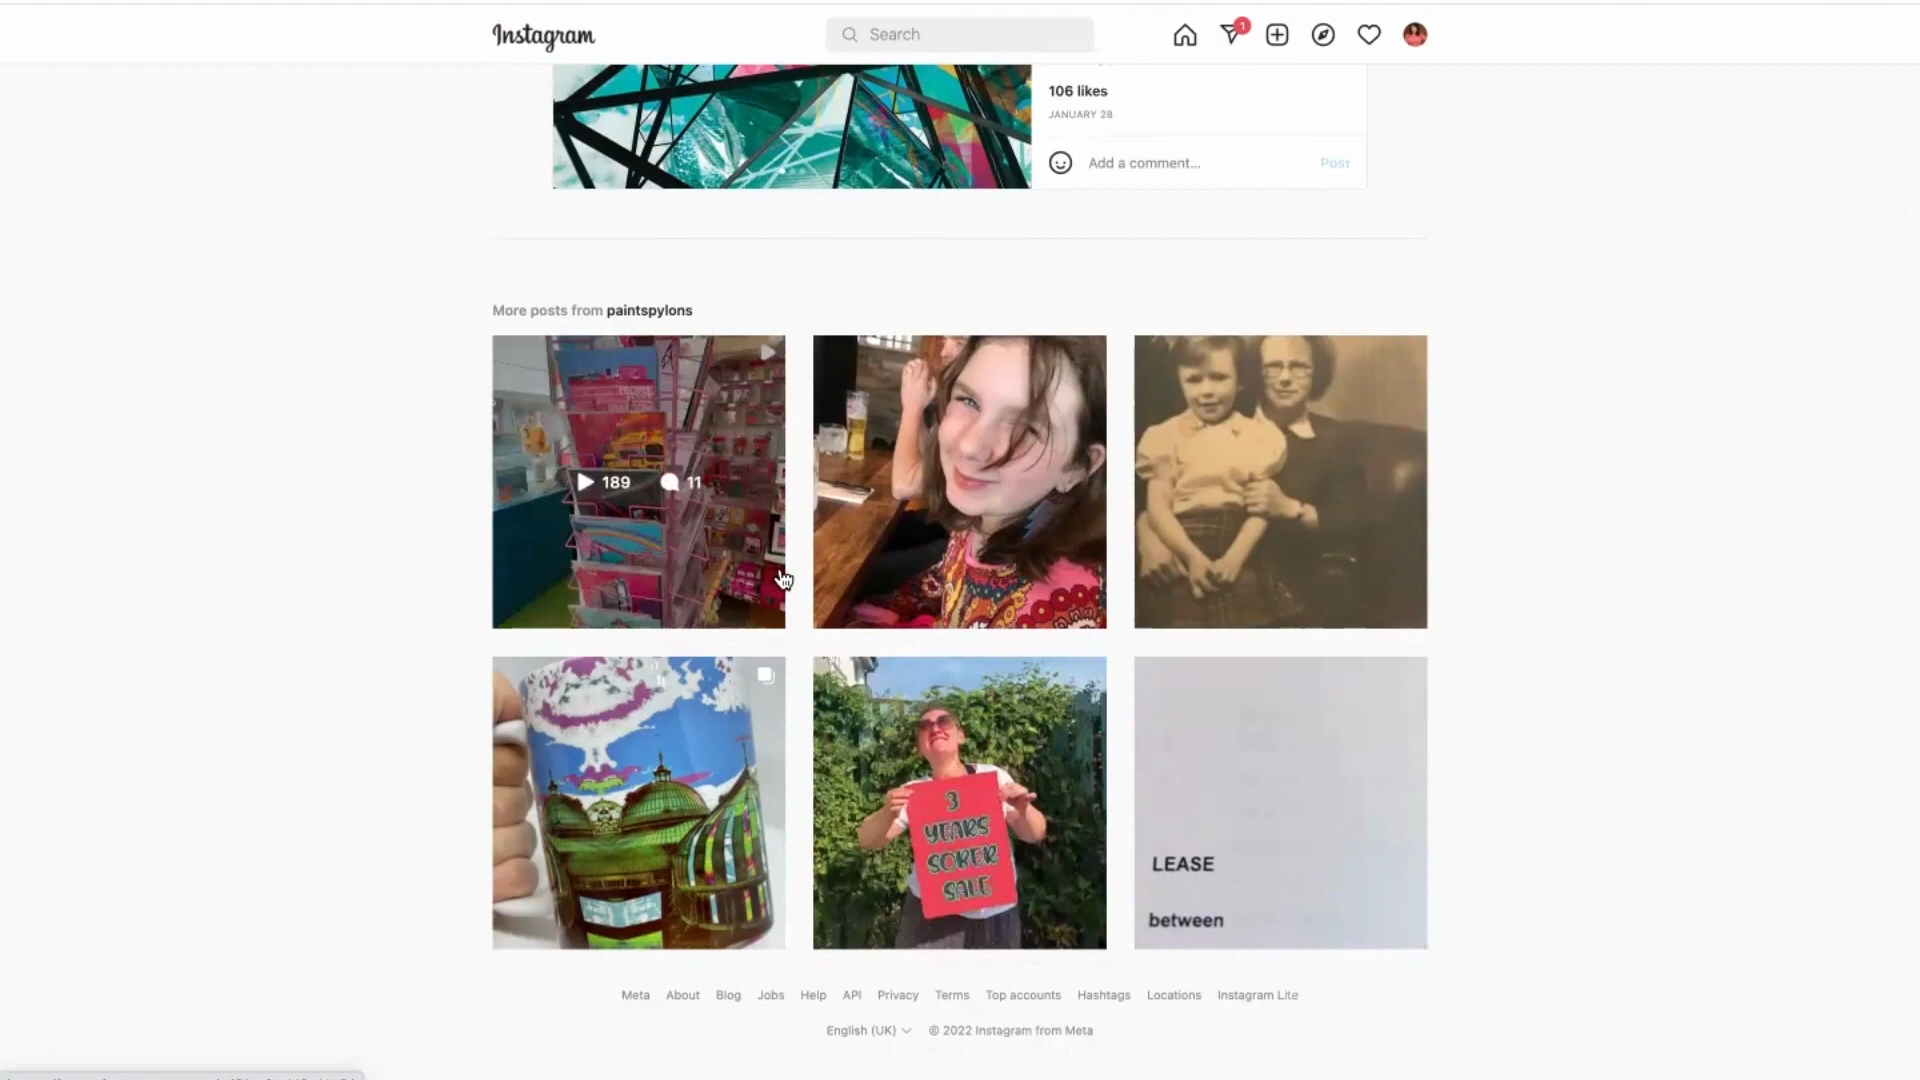 Instagram
Search
1
106 likes
JANUARY 28
Add a comment...
Post
More posts from paintspylons
189 11
3
YEARS
SOBER
SALE
LEASE
between
Meta About Blog Jobs Help API Privacy Terms Top accounts Hashtags Locations Instagram Lite
English (UK) © 2022 Instagram from Meta